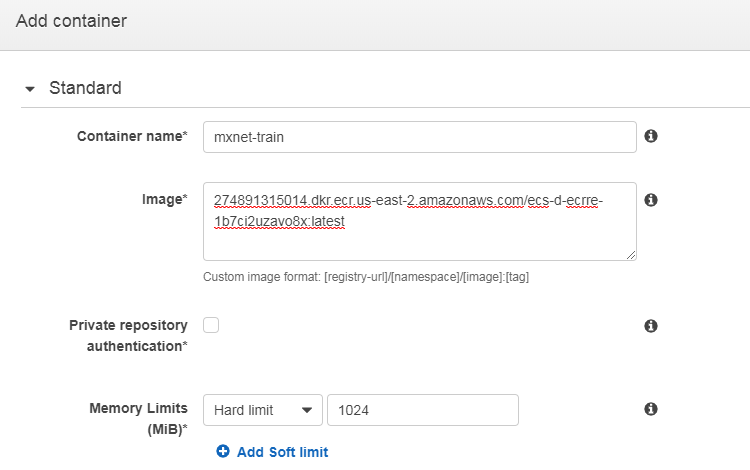 Add container
Standard
Container name*
mxnet-train
Image*
274891315014.dkr.ecr.us-east-2.amazonaws.com/ecs-d-ecrre-
1b7ci2uzavo8x:latest
Custom image format: [registry-url]/[namespace]/[image]:[tag]
Private repository
authentication*
Memory Limits
(MiB)*
Hard limit
1024
Add Soft limit